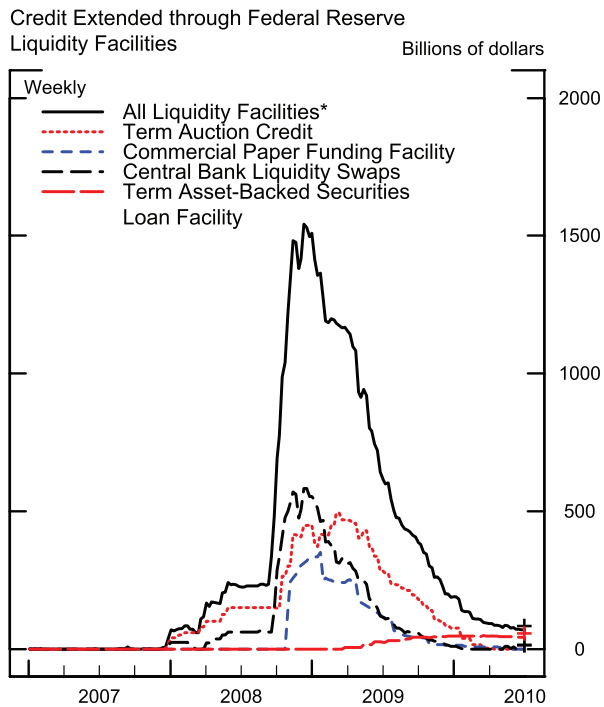 Credit Extended through Federal Reserve
Liquidity Facilities
Billions of dollars
Weekly
All Liquidity Facilities*
Term Auction Credit
Commercial Paper Funding Facility
Central Bank Liquidity Swaps
Term Asset-Backed Securities
Loan Facility
2000
1500
1000
500
0
2007 2008 2009 2010